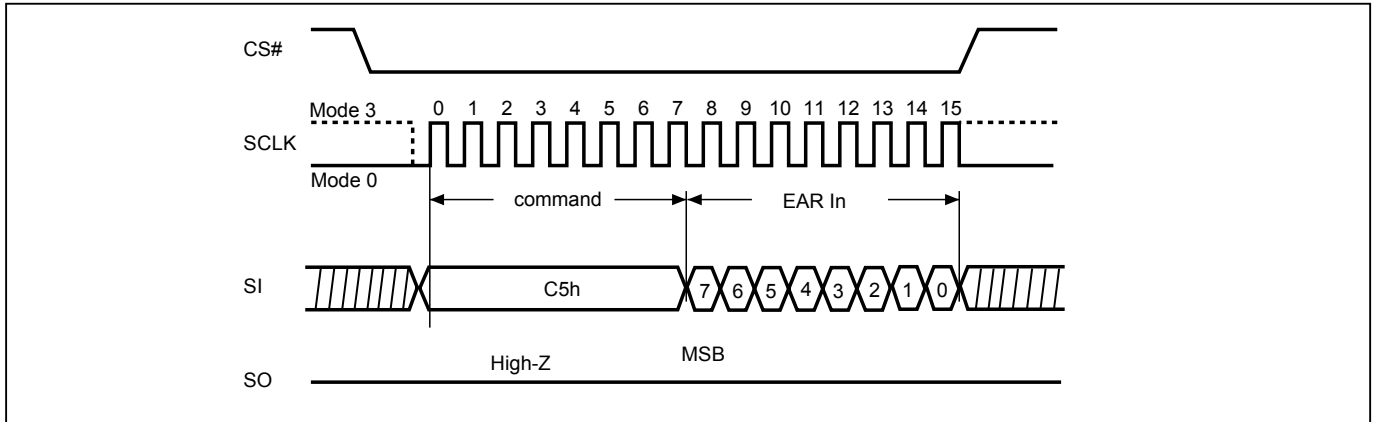 CS#
Mode 3
0 1 2 3 4 5 6 7 8 9 10 11 12 13 14 15
SCLK
Mode 0
command
EAR In
SI
C5h
7 6 5 4 3 2 1 0
MSB
High-Z
SO